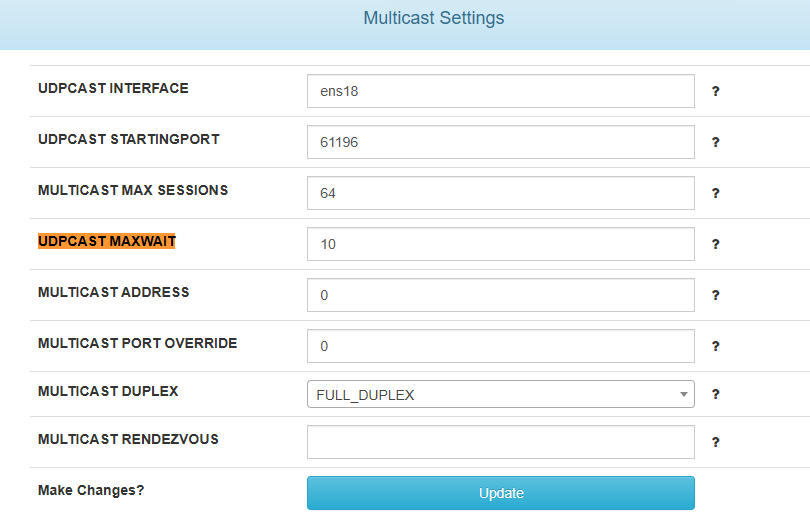 Multicast Settings
UDPCAST INTERFACE ens18 ?
UDPCAST STARTINGPORT 61196 ?
MULTICAST MAX SESSIONS 64 ?
UDPCAST MAXWAIT 10 ?
MULTICAST ADDRESS 0 ?
MULTICAST PORT OVERRIDE 0 ?
MULTICAST DUPLEX FULL_DUPLEX ?
MULTICAST RENDEZVOUS ?
Make Changes? Update